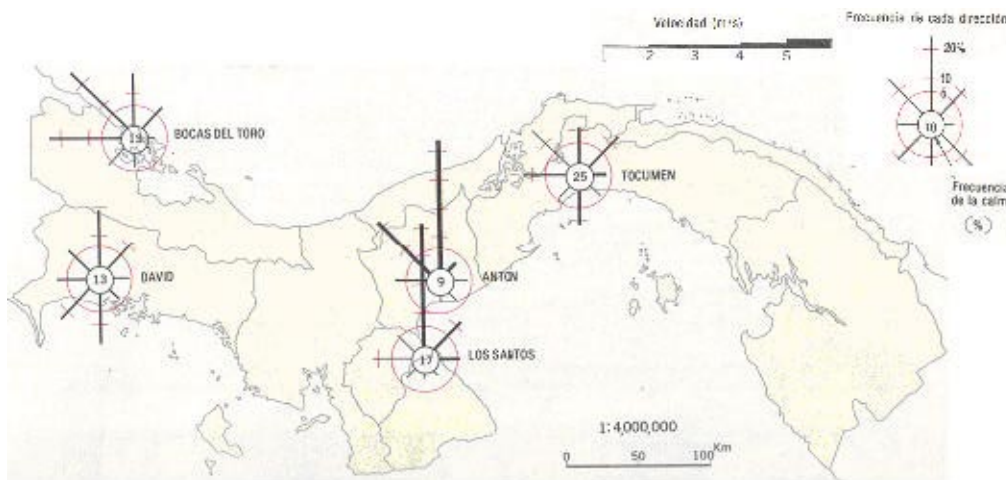 Velocidad (m/s)
2 3 4 5
Frecuencia de cada dirección
20%
10
5
10
Frecuencia
de la calma
(%)
BOCAS DEL TORO
25
TOCUMEN
13
DAVID
9
ANTON
17
LOS SANTOS
1:4,000,000
0 50 100 Km